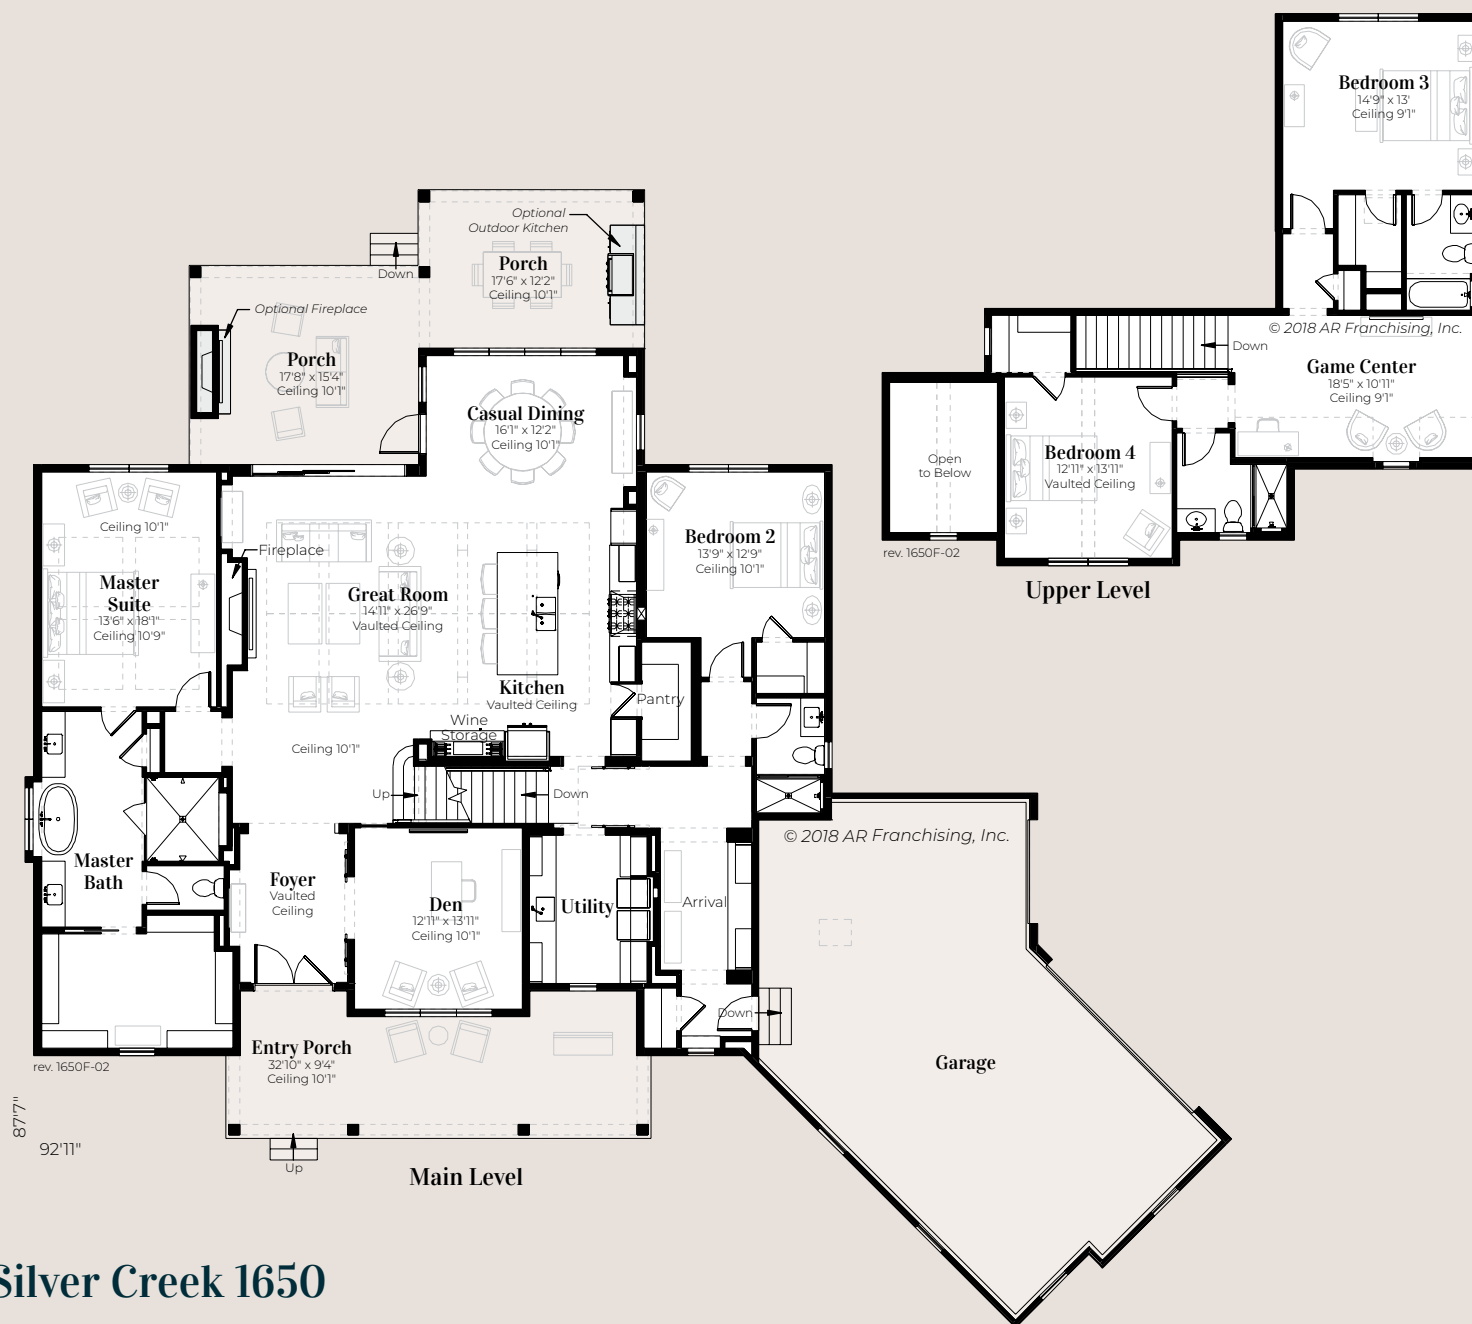 Bedroom 3
14'9" x 13'
Ceiling 9'1"
© 2018 AR Franchising, Inc.
Down
Game Center
18'5" x 10'11"
Ceiling 9'1"
Open
to Below
Bedroom 4
12'11" x 13'11"
Vaulted Ceiling
rev. 1650F-02
Upper Level
Optional
Outdoor Kitchen
Porch
17'6" x 12'2"
Ceiling 10'1"
Down
Optional Fireplace
Porch
17'8" x 15'4"
Ceiling 10'1"
Casual Dining
16'1" x 12'2"
Ceiling 10'1"
Ceiling 10'1"
Master
Suite
13'6" x 18'1"
Ceiling 10'9"
Fireplace
Great Room
14'11" x 26'9"
Vaulted Ceiling
Bedroom 2
13'9" x 12'9"
Ceiling 10'1"
Kitchen
Vaulted Ceiling
Pantry
Wine
Storage
Ceiling 10'1"
Up
Down
© 2018 AR Franchising, Inc.
Master
Bath
Foyer
Vaulted
Ceiling
Den
12'11" x 13'11"
Ceiling 10'1"
Utility
Arrival
Down
Garage
Entry Porch
32'10" x 9'4"
Ceiling 10'1"
rev. 1650F-02
87'7"
92'11"
Up
Main Level
Silver Creek 1650